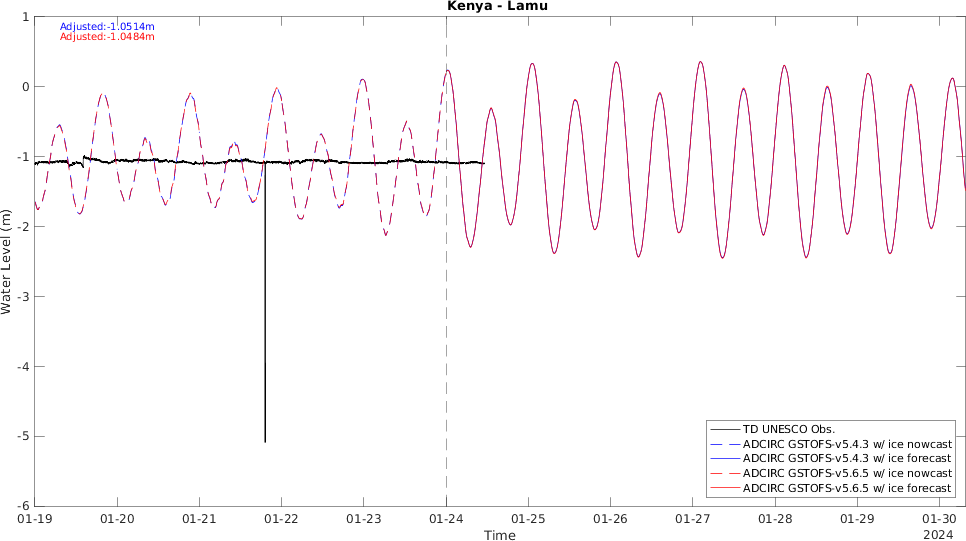 Kenya - Lamu
Adjusted:-1.0514m
Adjusted:-1.0484m
1
0
-1
-2
-3
-4
-5
-6
Water Level (m)
01-19 01-20 01-21 01-22 01-23 01-24 01-25 01-26 01-27 01-28 01-29 01-30
Time
2024
TD UNESCO Obs.
ADCIRC GSTOFS-v5.4.3 w/ ice nowcast
ADCIRC GSTOFS-v5.4.3 w/ ice forecast
ADCIRC GSTOFS-v5.6.5 w/ ice nowcast
ADCIRC GSTOFS-v5.6.5 w/ ice forecast